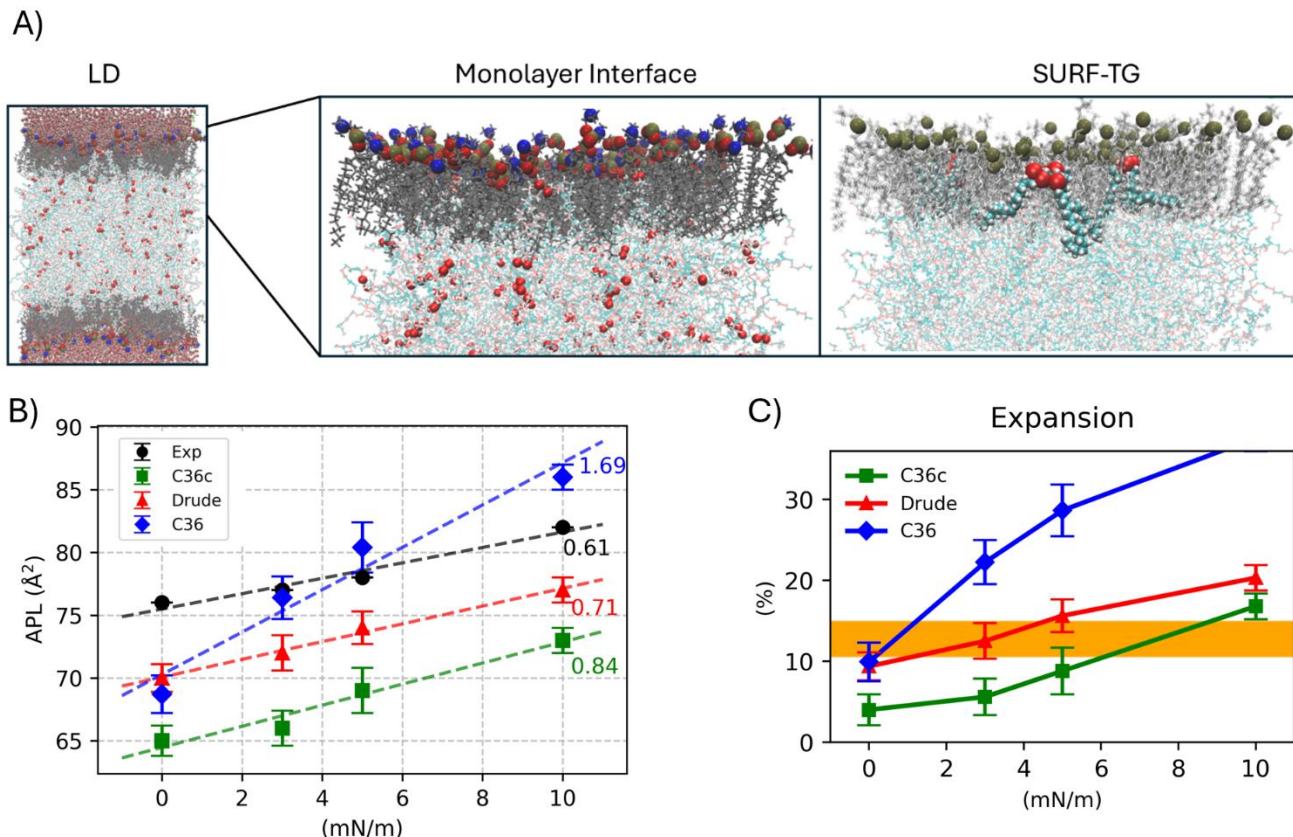 A)
LD
Monolayer Interface
SURF-TG
B)
90
85
80
75
70
65
APL (Å²)
Exp
C36c
Drude
C36
1.69
0.61
0.71
0.84
0 2 4 6 8 10
(mN/m)
C)
Expansion
30
20
10
0
(%)
C36c
Drude
C36
0 2 4 6 8 10
(mN/m)